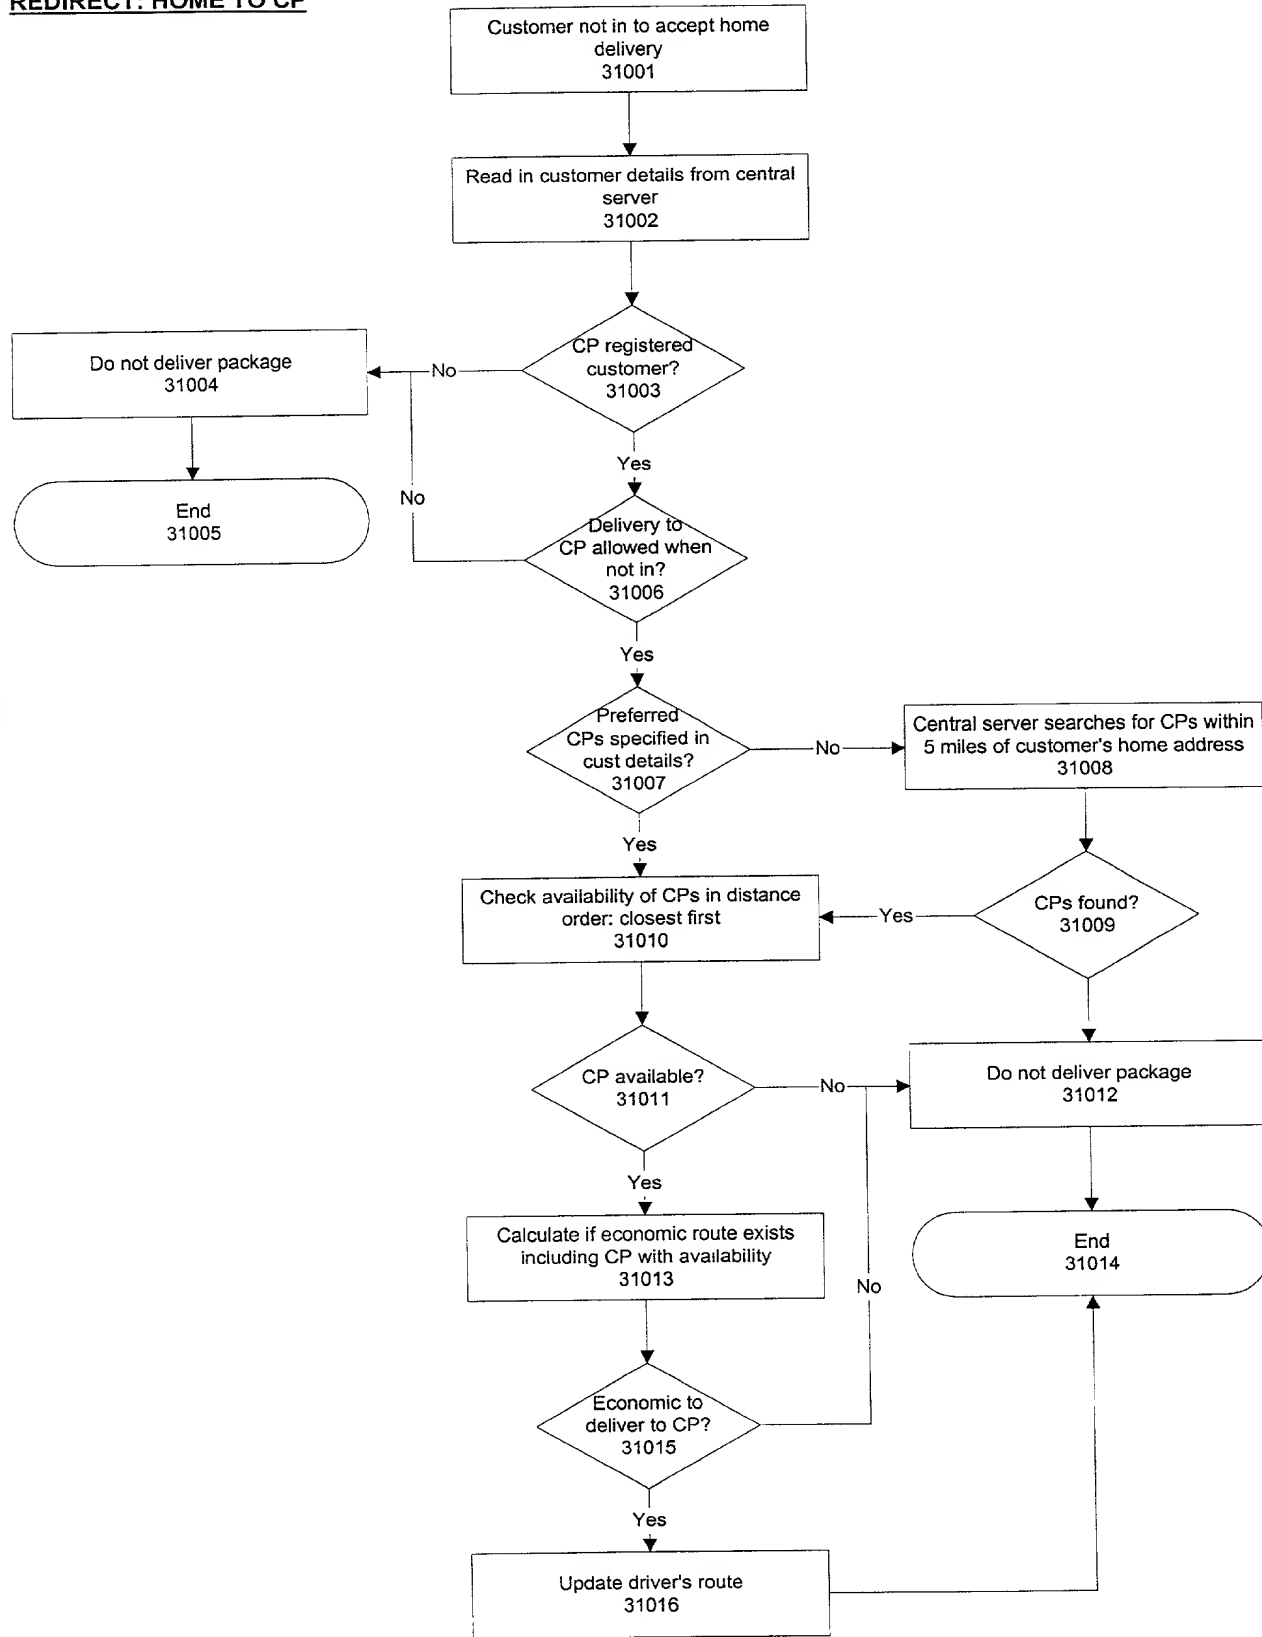 REDIRECT: HOME TO CP
Customer not in to accept home
delivery
31001
Read in customer details from central
server
31002
CP registered
customer?
31003
No
Do not deliver package
31004
End
31005
Yes
No
Delivery to
CP allowed when
not in?
31006
Yes
Preferred
CPs specified in
cust details?
31007
No
Central server searches for CPs within
5 miles of customer's home address
31008
Yes
CPs found?
31009
Yes
Check availability of CPs in distance
order: closest first
31010
CP available?
31011
No
Do not deliver package
31012
Yes
End
31014
Calculate if economic route exists
including CP with availability
31013
No
Economic to
deliver to CP?
31015
Yes
Update driver's route
31016